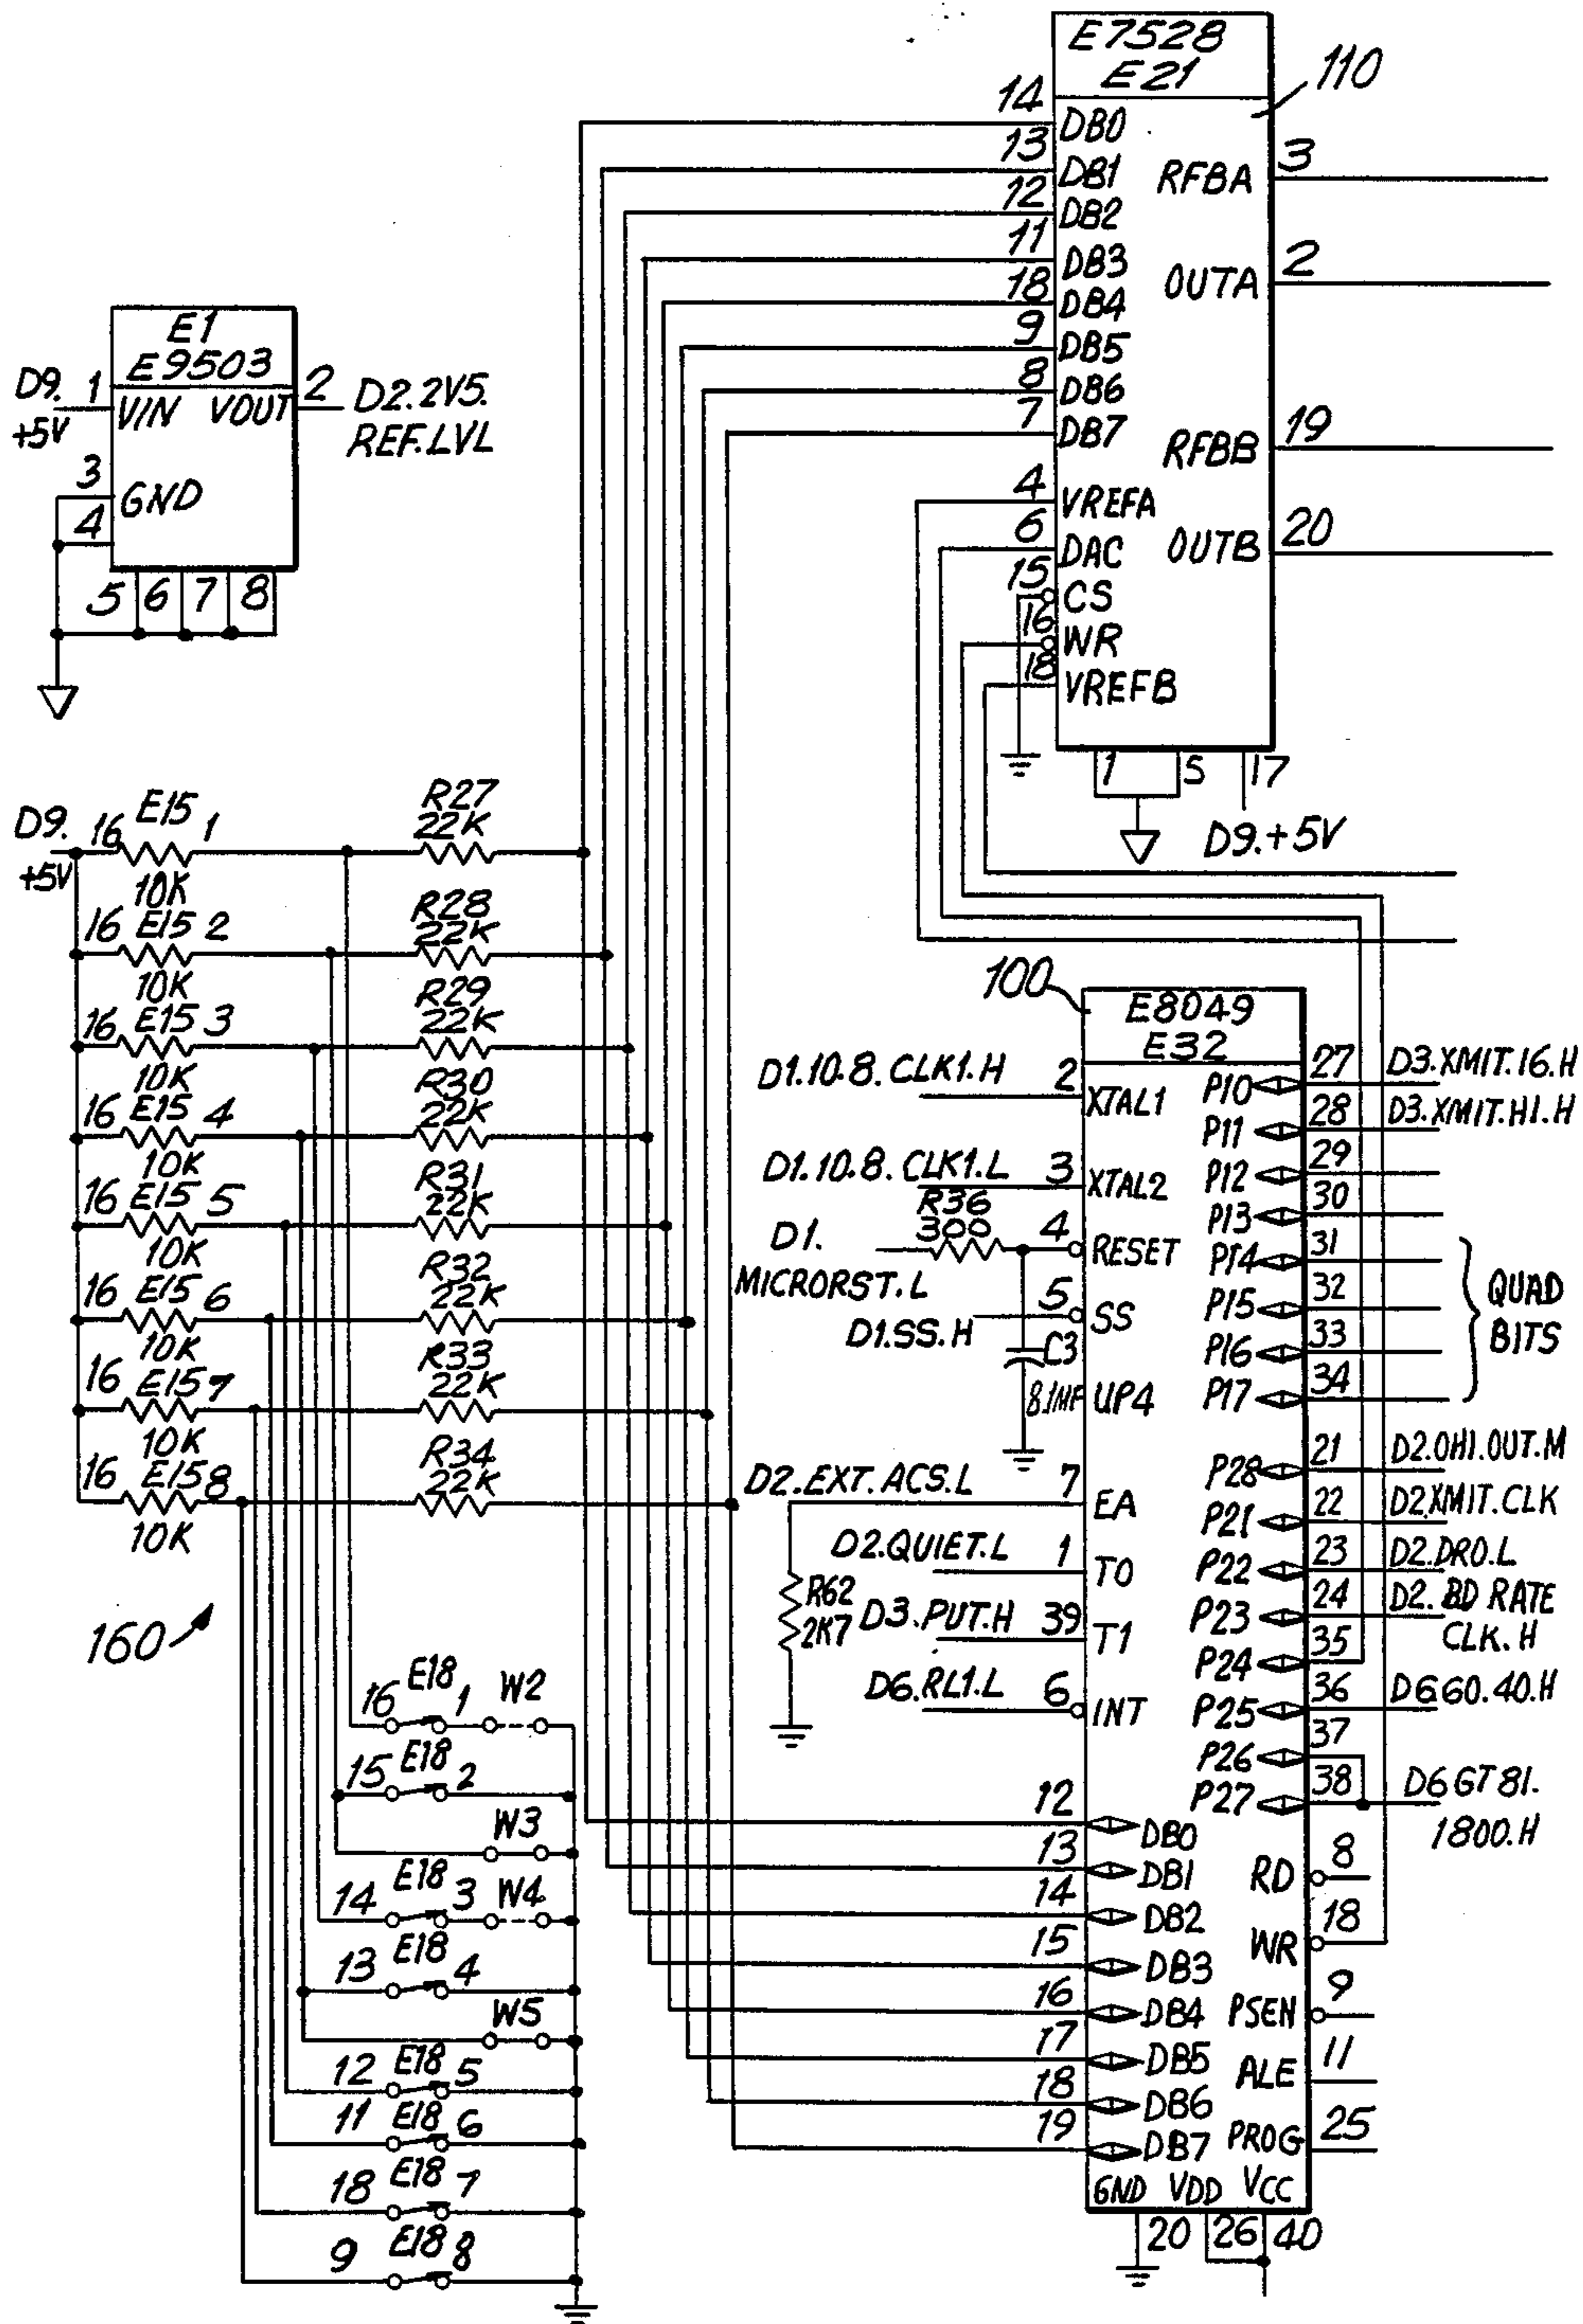 E7528
E21
110
14 DB0
13 DB1
12 DB2
11 DB3
18 DB4
9 DB5
8 DB6
7 DB7
4 VREFA
6 DAC
15 CS
16 WR
18 VREFB
RFBA 3
OUTA 2
RFBB 19
OUTB 20
1 5 17
D9.+5V
E1
E9503
D9. 1 VIN VOUT 2 D2.2V5.
+5V REF.LVL
3 GND
4
5 6 7 8
D9. 16 E15 1 R27
+5V 10K 22K
16 E15 2 R28
10K 22K
16 E15 3 R29
10K 22K
16 E15 4 R30
10K 22K
16 E15 5 R31
10K 22K
16 E15 6 R32
10K 22K
16 E15 7 R33
10K 22K
16 E15 8 R34
10K 22K
160
16 E18 1 W2
15 E18 2
W3
14 E18 3 W4
13 E18 4
W5
12 E18 5
11 E18 6
18 E18 7
9 E18 8
100
E8049
E32
D1.10.8.CLK1.H 2 XTAL1
D1.10.8.CLK1.L 3 XTAL2
R36
300
D1. 4 RESET
MICRORST.L
D1.SS.H 5 SS
C3
8.1MF UP4
D2.EXT.ACS.L 7 EA
D2.QUIET.L 1 T0
R62
2K7
D3.PUT.H 39 T1
D6.RL1.L 6 INT
12 DB0
13 DB1
14 DB2
15 DB3
16 DB4
17 DB5
18 DB6
19 DB7
P10 27 D3.XMIT.16.H
P11 28 D3.XMIT.HI.H
P12 29
P13 30
P14 31
P15 32
P16 33
P17 34
QUAD
BITS
P28 21 D2.OHI.OUT.M
P21 22 D2.XMIT.CLK
P22 23 D2.DRO.L
P23 24 D2.BD RATE
CLK.H
P24 35
P25 36 D6.60.40.H
P26 37
P27 38 D6GT81.
1800.H
RD 8
WR 18
PSEN 9
ALE 11
PROG 25
GND VDD VCC
20 26 40